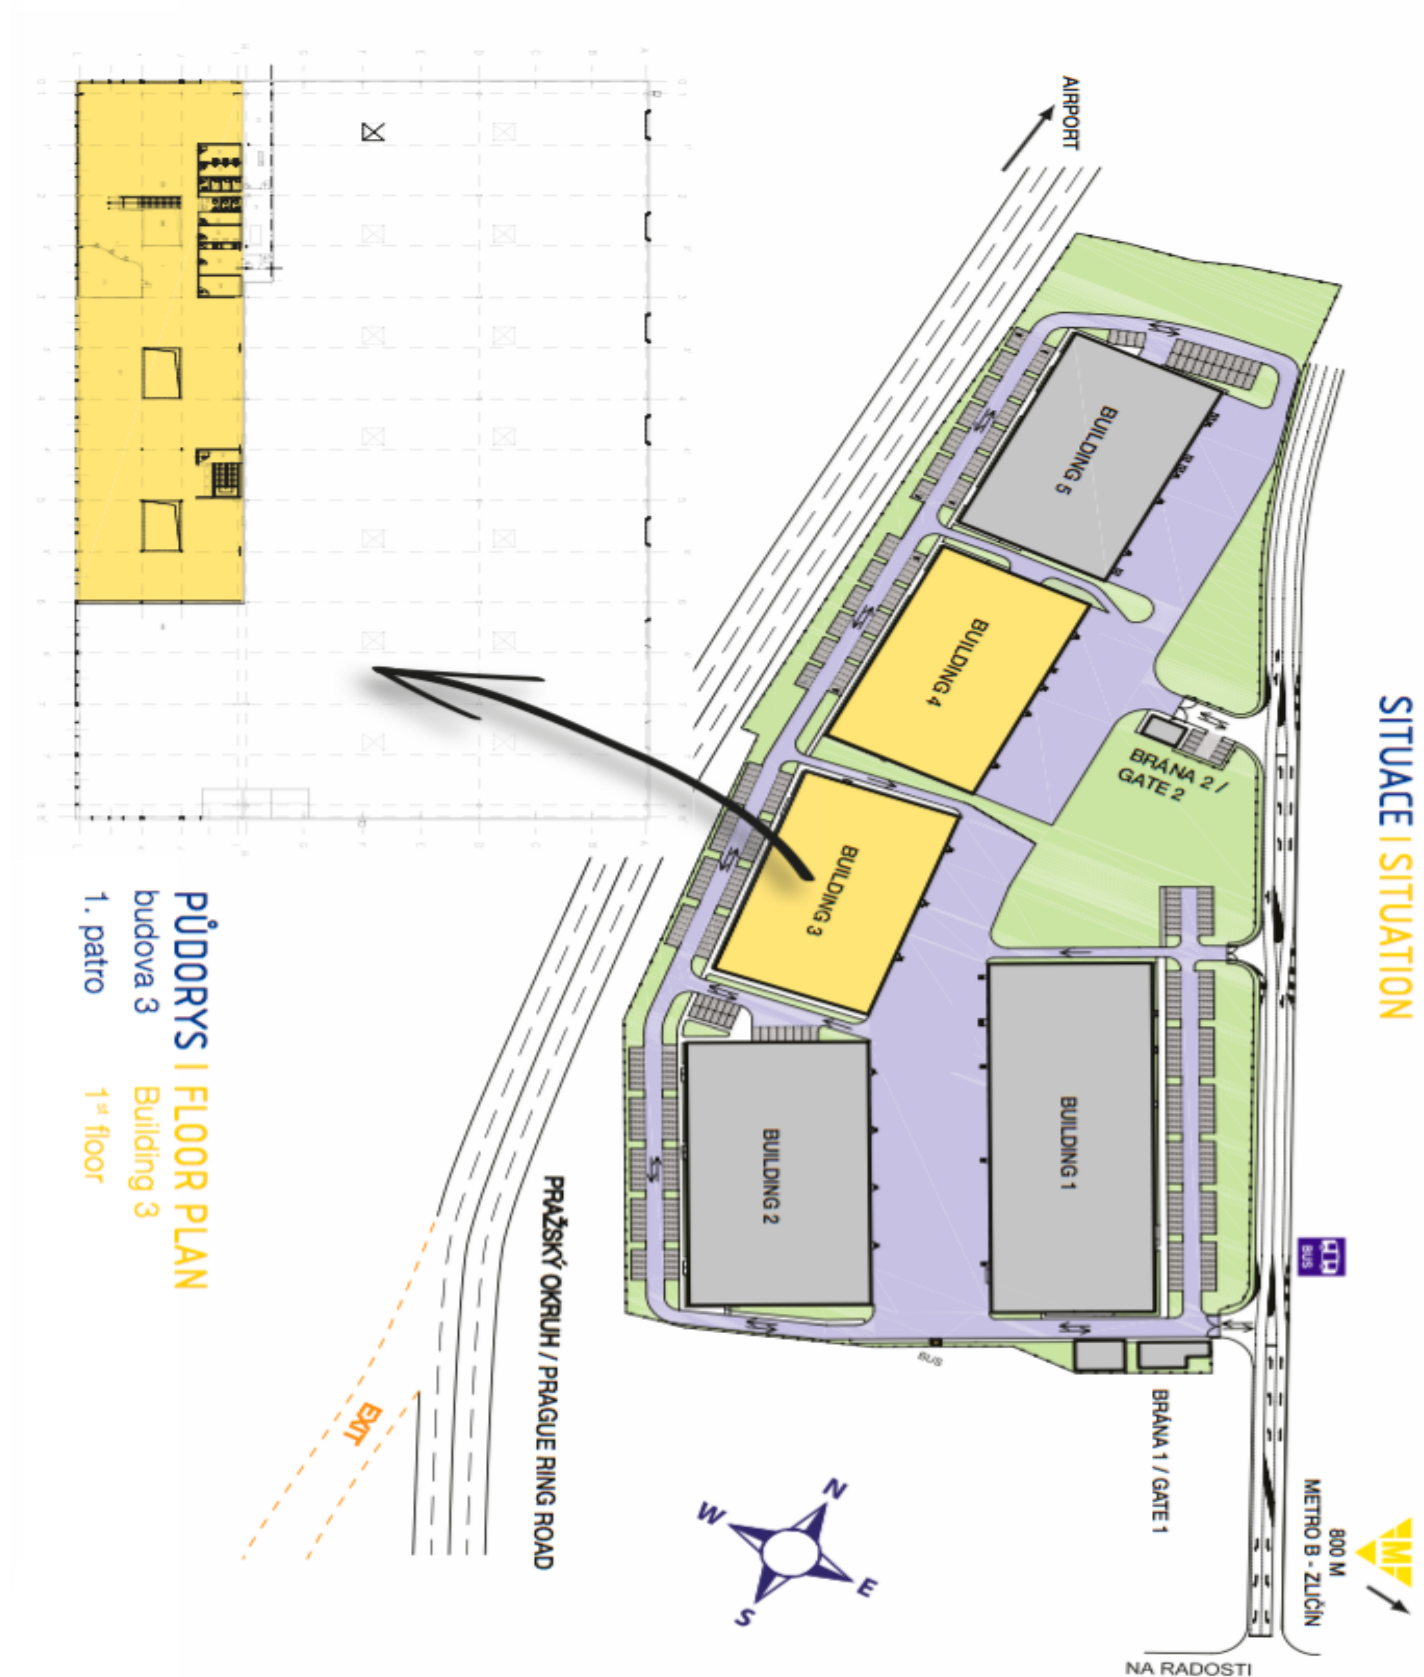 SITUACE I SITUATION
AIRPORT
BUILDING 5
BUILDING 4
BRÁNA 2 /
GATE 2
BUILDING 3
BUILDING 1
BUILDING 2
BUS
BUS
BRÁNA 1 / GATE 1
800 M
METRO B - ZLIČÍN
M
NA RADOSTI
PRAŽSKÝ OKRUH / PRAGUE RING ROAD
EXIT
N
W
E
S
PŮDORYS I FLOOR PLAN
budova 3 Building 3
1. patro 1st floor